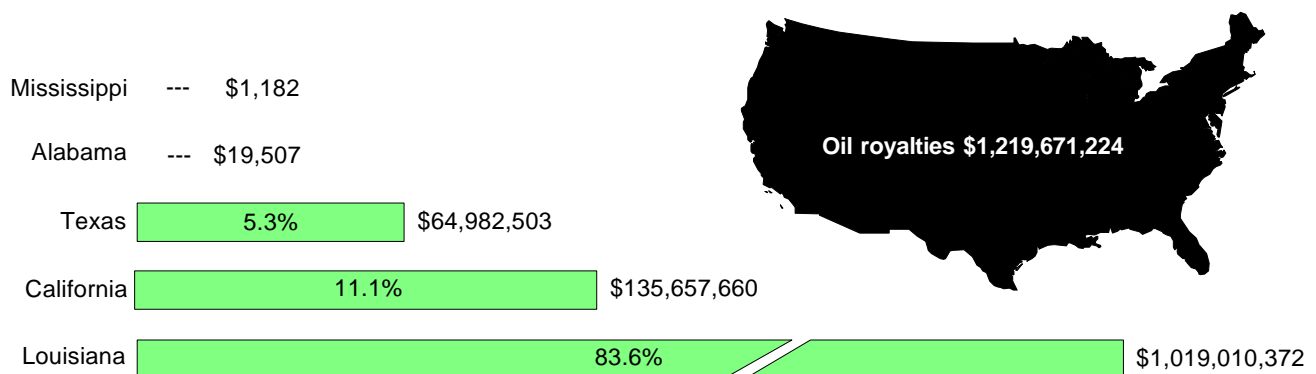 Mississippi --- $1,182
Alabama --- $19,507
Oil royalties $1,219,671,224
Texas 5.3% $64,982,503
California 11.1% $135,657,660
Louisiana 83.6% $1,019,010,372